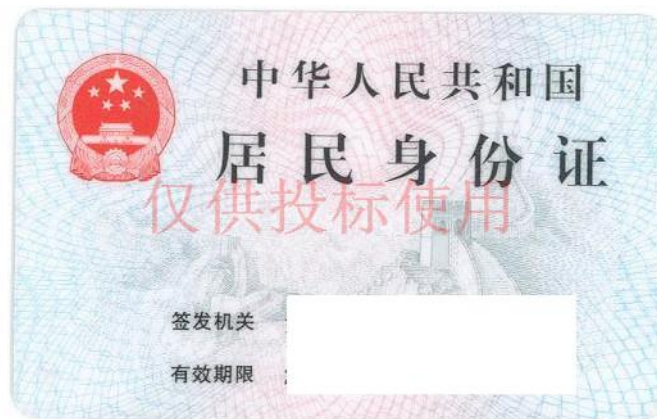 中华人民共和国
居民身份证
仅供投标使用
签发机关
有效期限